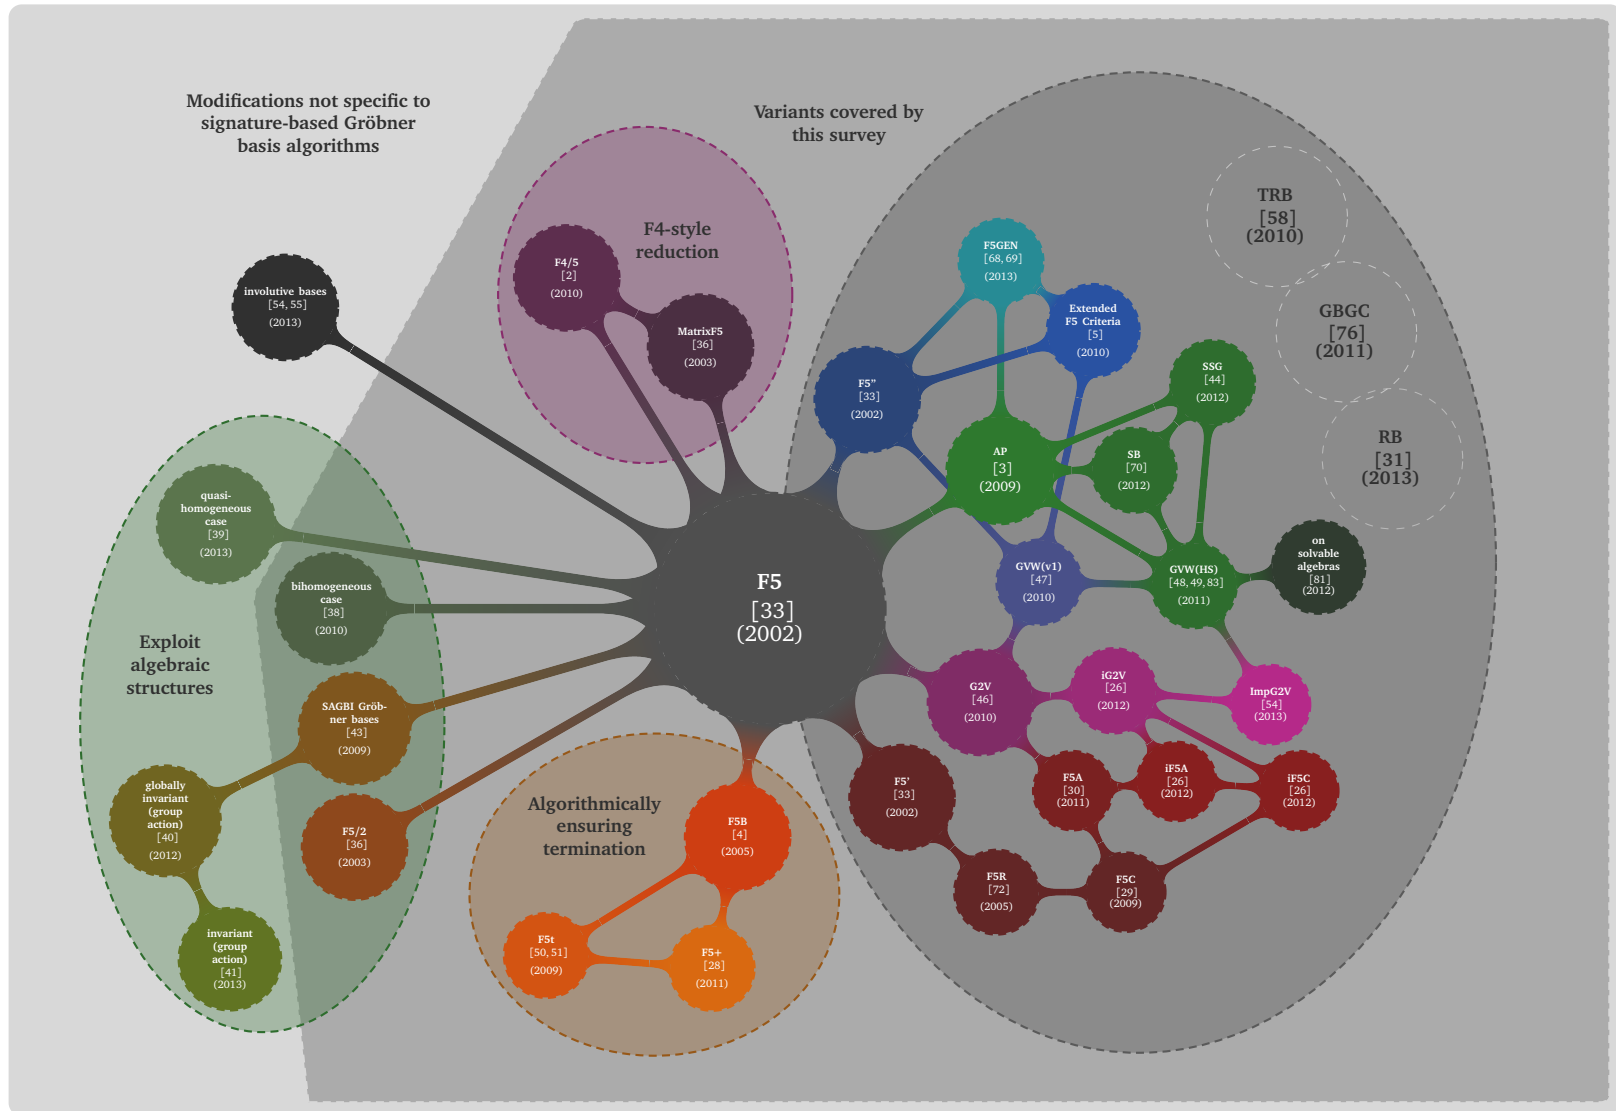 Modifications not specific to
signature-based Gröbner
basis algorithms
Variants covered by
this survey
F4-style
reduction
F4/5
[2]
(2010)
MatrixF5
[36]
(2003)
involutive bases
[54, 55]
(2013)
quasi-
homogeneous
case
[39]
(2013)
bihomogeneous
case
[38]
(2010)
Exploit
algebraic
structures
SAGBI Gröb-
ner bases
[43]
(2009)
globally
invariant
(group
action)
[40]
(2012)
F5/2
[36]
(2003)
invariant
(group
action)
[41]
(2013)
F5
[33]
(2002)
Algorithmically
ensuring
termination
F5B
[4]
(2005)
F5t
[50, 51]
(2009)
F5+
[28]
(2011)
F5GEN
[68, 69]
(2013)
Extended
F5 Criteria
[5]
(2010)
F5”
[33]
(2002)
AP
[3]
(2009)
SSG
[44]
(2012)
SB
[70]
(2012)
GVW(v1)
[47]
(2010)
GVW(HS)
[48, 49, 83]
(2011)
on
solvable
algebras
[81]
(2012)
G2V
[46]
(2010)
iG2V
[26]
(2012)
ImpG2V
[54]
(2013)
F5’
[33]
(2002)
F5A
[30]
(2011)
iF5A
[26]
(2012)
iF5C
[26]
(2012)
F5R
[72]
(2005)
F5C
[29]
(2009)
TRB
[58]
(2010)
GBGC
[76]
(2011)
RB
[31]
(2013)